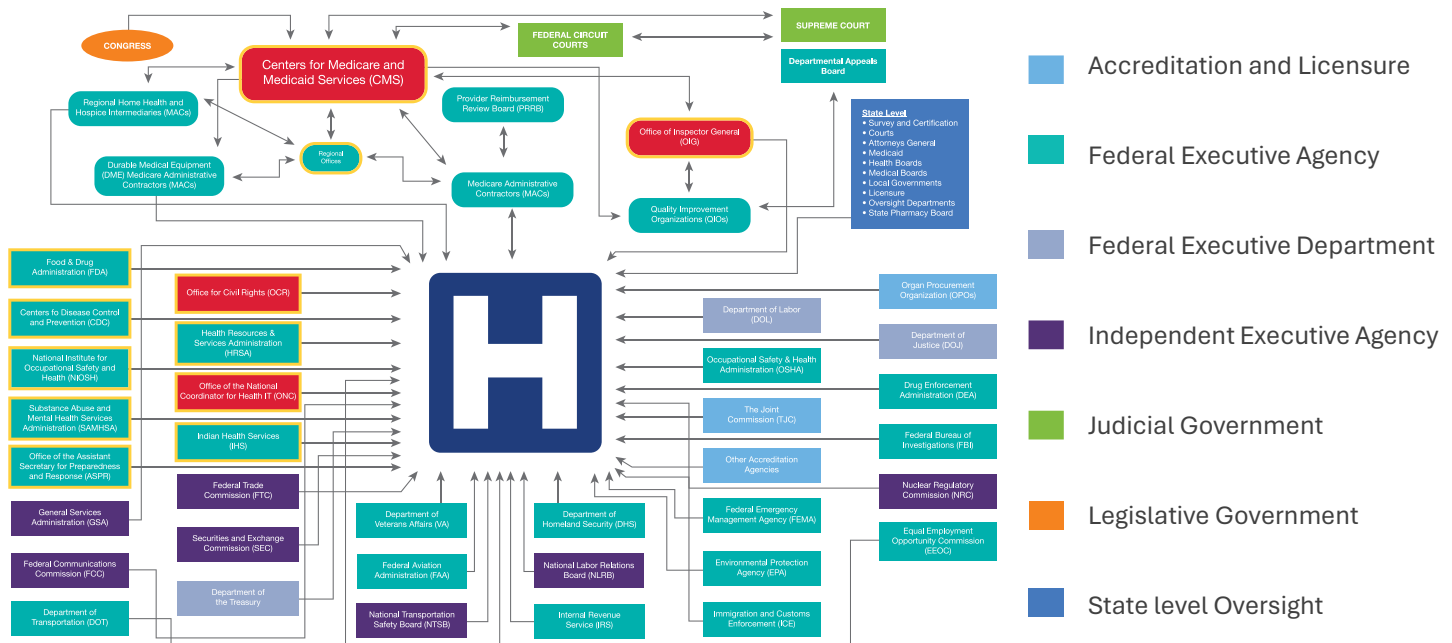 CONGRESS
FEDERAL CIRCUIT
COURTS
SUPREME COURT
Centers for Medicare and
Medicaid Services (CMS)
Departmental Appeals
Board
Regional Home Health and
Hospice Intermediaries (MACs)
Provider Reimbursement
Review Board (PRRB)
Office of Inspector General
(OIG)
State Level
• Survey and Certification
• Courts
• Attorneys General
• Medicaid
• Health Boards
• Medical Boards
• Local Governments
• Licensure
• Oversight Departments
• State Pharmacy Board
Regional
Offices
Durable Medical Equipment
(DME) Medicare Administrative
Contractors (MACs)
Medicare Administrative
Contractors (MACs)
Quality Improvement
Organizations (QIOs)
Food & Drug
Administration (FDA)
Office for Civil Rights (OCR)
Centers fo Disease Control
and Prevention (CDC)
Health Resources &
Services Administration
(HRSA)
National Institute for
Occupational Safety and
Health (NIOSH)
Office of the National
Coordinator for Health IT (ONC)
Substance Abuse and
Mental Health Services
Administration (SAMHSA)
Indian Health Services
(IHS)
Office of the Assistant
Secretary for Preparedness
and Response (ASPR)
Federal Trade
Commission (FTC)
General Services
Administration (GSA)
Securities and Exchange
Commission (SEC)
Federal Communications
Commission (FCC)
Department of
the Treasury
Department of
Transportation (DOT)
H
Department of
Veterans Affairs (VA)
Federal Aviation
Administration (FAA)
National Transportation
Safety Board (NTSB)
Department of
Homeland Security (DHS)
National Labor Relations
Board (NLRB)
Internal Revenue
Service (IRS)
Organ Procurement
Organization (OPOs)
Department of Labor
(DOL)
Department of
Justice (DOJ)
Occupational Safety & Health
Administration (OSHA)
Drug Enforcement
Administration (DEA)
The Joint
Commission (TJC)
Federal Bureau of
Investigations (FBI)
Other Accreditation
Agencies
Nuclear Regulatory
Commission (NRC)
Federal Emergency
Management Agency (FEMA)
Equal Employment
Opportunity Commission
(EEOC)
Environmental Protection
Agency (EPA)
Immigration and Customs
Enforcement (ICE)
Accreditation and Licensure
Federal Executive Agency
Federal Executive Department
Independent Executive Agency
Judicial Government
Legislative Government
State level Oversight